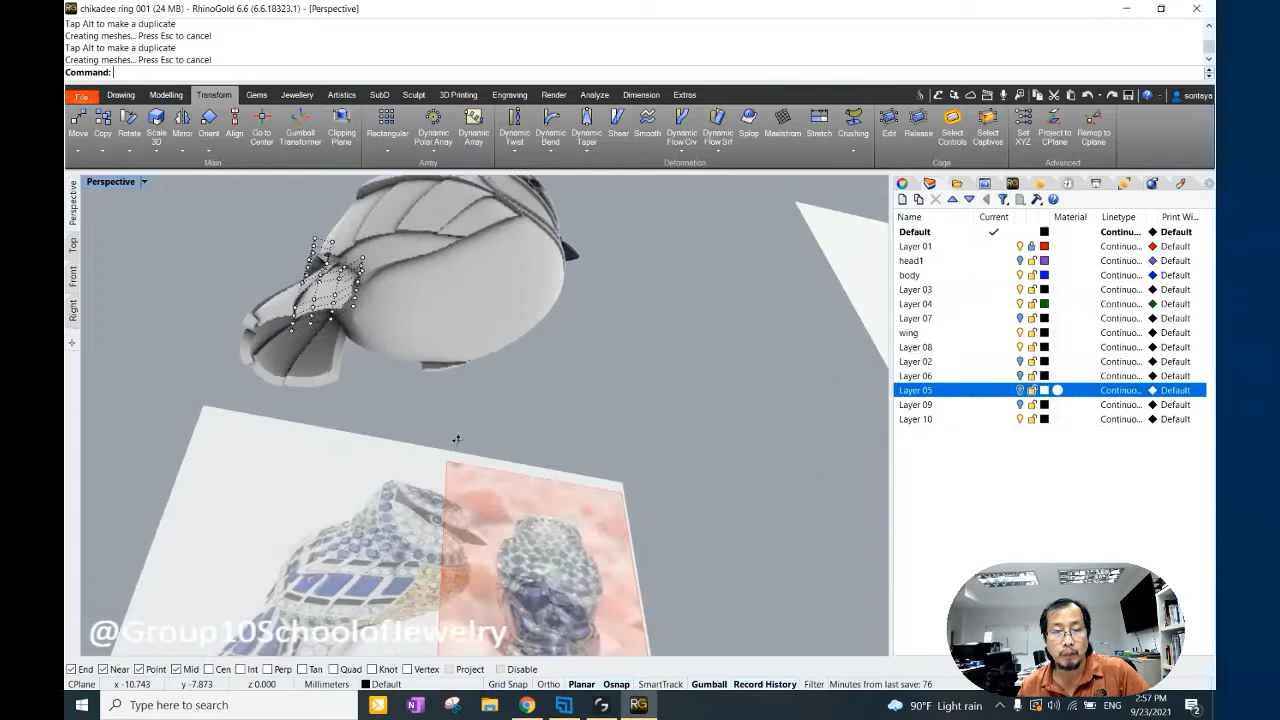 chikadee ring 001 (24 MB) - RhinoGold 6.6 (6.6.18323.1) - [Perspective]
Tap Alt to make a duplicate
Creating meshes... Press Esc to cancel
Tap Alt to make a duplicate
Creating meshes... Press Esc to cancel
Command:
File Drawing Modelling Transform Gems Jewellery Artistics SubD Sculpt 3D Printing Engraving Render Analyze Dimension Extras sontaya
Move Copy Rotate Scale 3D Mirror Orient Align Go to Center Gumball Transformer Clipping Plane Rectangular Dynamic Polar Array Dynamic Array Dynamic Twist Dynamic Bend Dynamic Taper Shear Smooth Dynamic Flow Crv Dynamic Flow Srf Splop Maelstrom Stretch Crushing Edit Release Select Controls Select Captives Set XYZ Project to CPlane Remap to Cplane
Main Array Deformation Cage Advanced
Perspective
Perspective
Top
Front
Right
Name Current Material Linetype Print Wi...
Default Continu... Default
Layer 01 Continuo... Default
head1 Continuo... Default
body Continuo... Default
Layer 03 Continuo... Default
Layer 04 Continuo... Default
Layer 07 Continuo... Default
wing Continuo... Default
Layer 08 Continuo... Default
Layer 02 Continuo... Default
Layer 06 Continuo... Default
Layer 05 Continuo... Default
Layer 09 Continuo... Default
Layer 10 Continuo... Default
@Group10SchoolofJewelry
End Near Point Mid Cen Int Perp Tan Quad Knot Vertex Project Disable
CPlane x -10.743 y -7.873 z 0.000 Millimeters Default Grid Snap Ortho Planar Osnap SmartTrack Gumball Record History Filter Minutes from last save: 76
Type here to search 90°F Light rain ENG 2:57 PM
9/23/2021 2